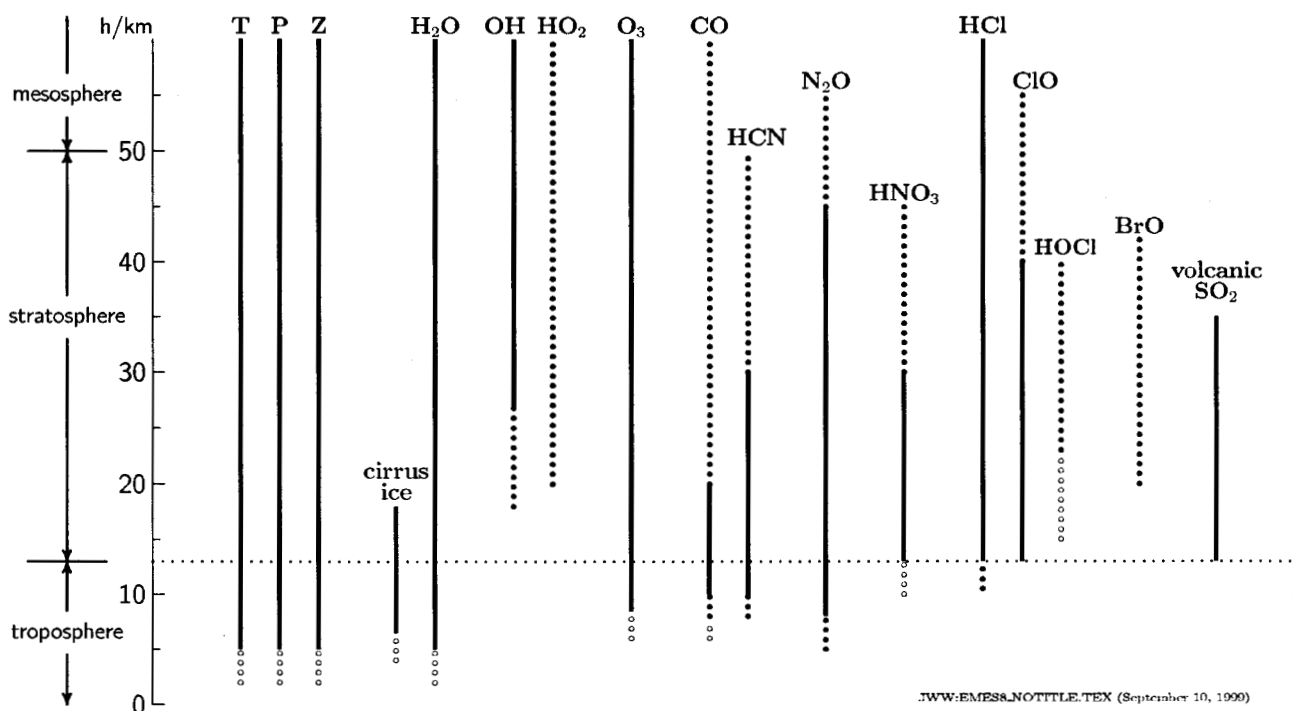 h/km T P Z H₂O OH HO₂ O₃ CO HCl
mesosphere N₂O ClO
50 HCN
HNO₃
BrO
40 HOCl volcanic
SO₂
stratosphere
30
cirrus
20 ice
10
troposphere
0 JWW:EMES8_NOTITLE.TEX (September 10, 1999)